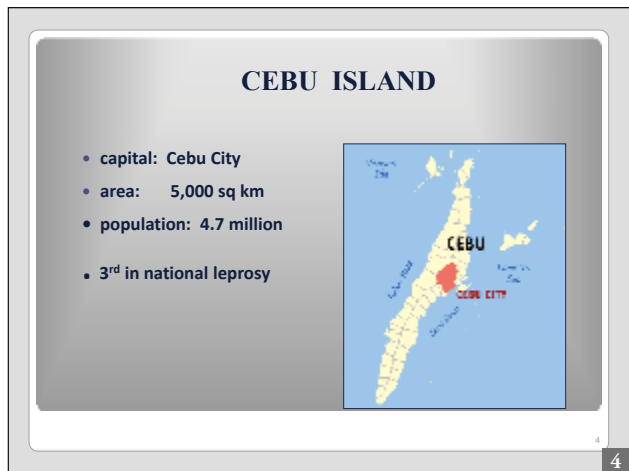 CEBU ISLAND
• capital: Cebu City
• area: 5,000 sq km
• population: 4.7 million
• 3rd in national leprosy
CEBU
CEBU CITY
4
4